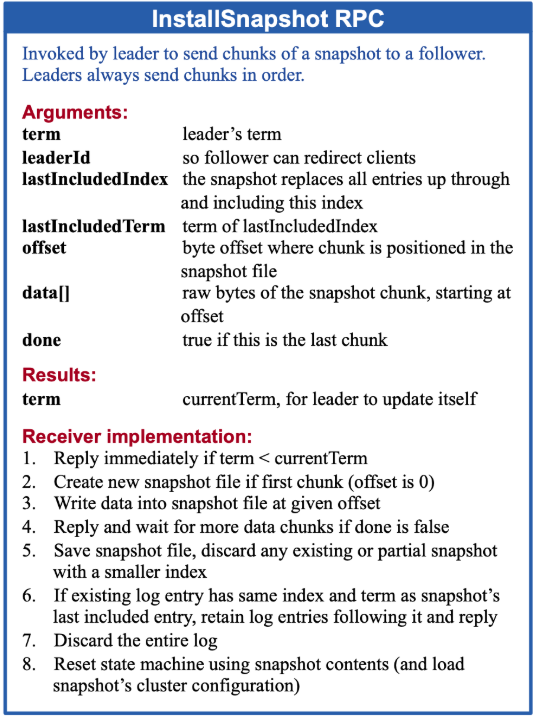 InstallSnapshot RPC
Invoked by leader to send chunks of a snapshot to a follower.
Leaders always send chunks in order.
Arguments:
term leader's term
leaderId so follower can redirect clients
lastIncludedIndex the snapshot replaces all entries up through
and including this index
lastIncludedTerm term of lastIncludedIndex
offset byte offset where chunk is positioned in the
snapshot file
data[] raw bytes of the snapshot chunk, starting at
offset
done true if this is the last chunk
Results:
term currentTerm, for leader to update itself
Receiver implementation:
1. Reply immediately if term < currentTerm
2. Create new snapshot file if first chunk (offset is 0)
3. Write data into snapshot file at given offset
4. Reply and wait for more data chunks if done is false
5. Save snapshot file, discard any existing or partial snapshot
with a smaller index
6. If existing log entry has same index and term as snapshot's
last included entry, retain log entries following it and reply
7. Discard the entire log
8. Reset state machine using snapshot contents (and load
snapshot's cluster configuration)